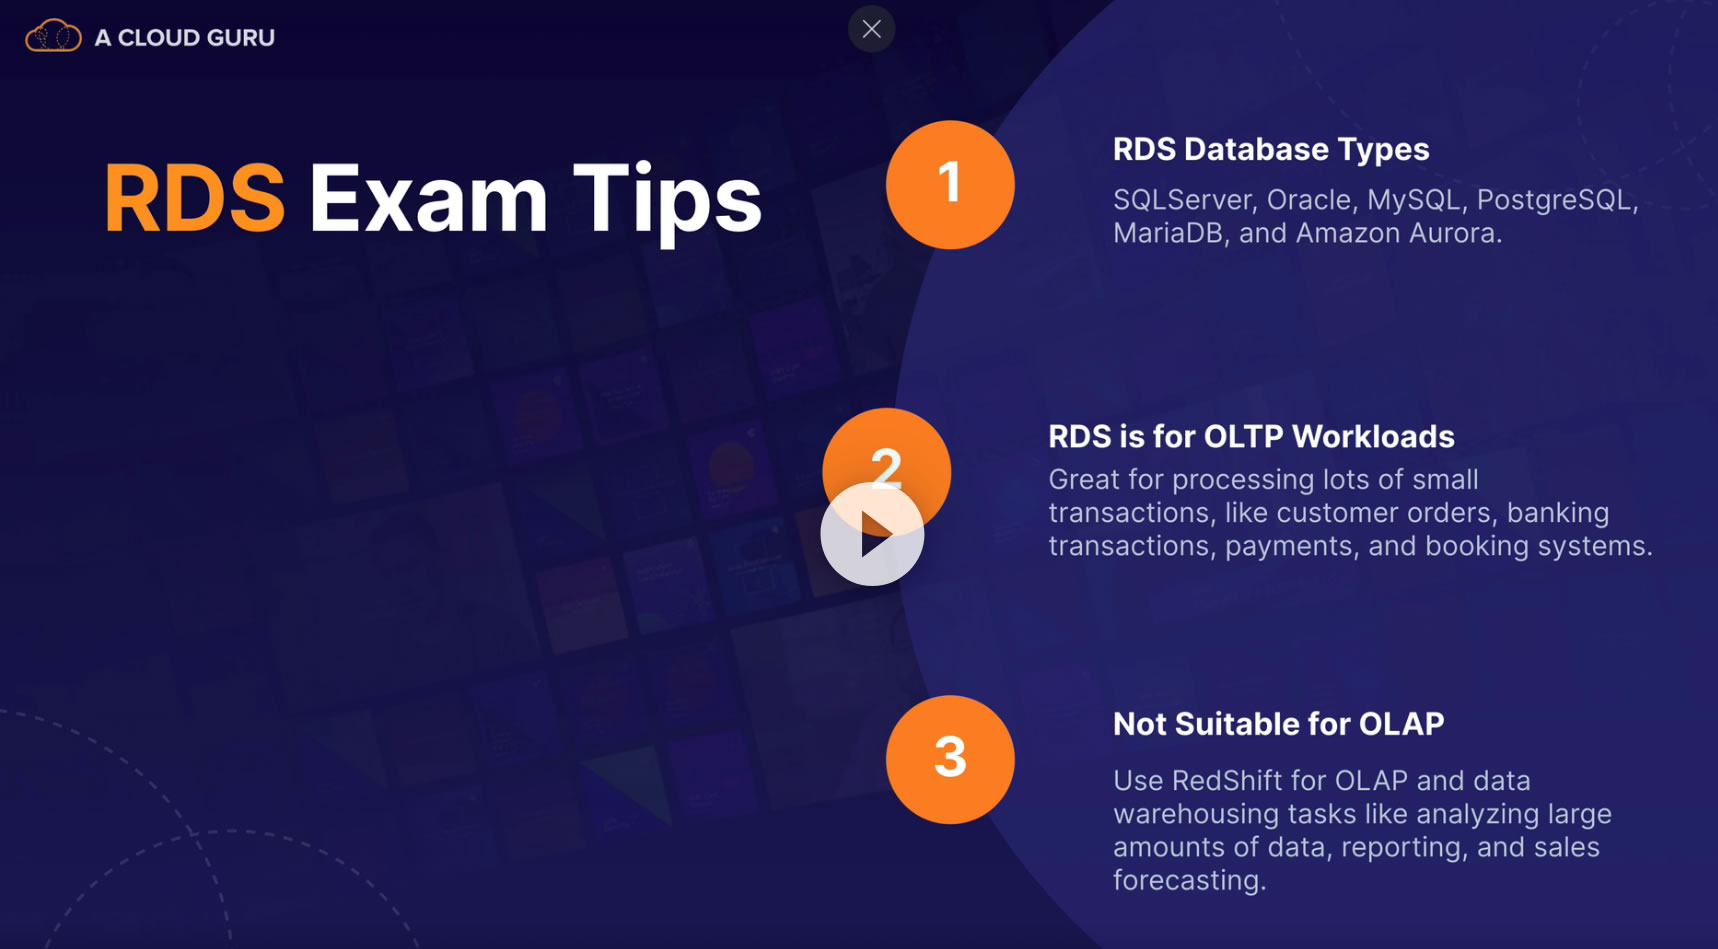 A CLOUD GURU
RDS Exam Tips
1
RDS Database Types
SQLServer, Oracle, MySQL, PostgreSQL,
MariaDB, and Amazon Aurora.
2
RDS is for OLTP Workloads
Great for processing lots of small
transactions, like customer orders, banking
transactions, payments, and booking systems.
3
Not Suitable for OLAP
Use RedShift for OLAP and data
warehousing tasks like analyzing large
amounts of data, reporting, and sales
forecasting.